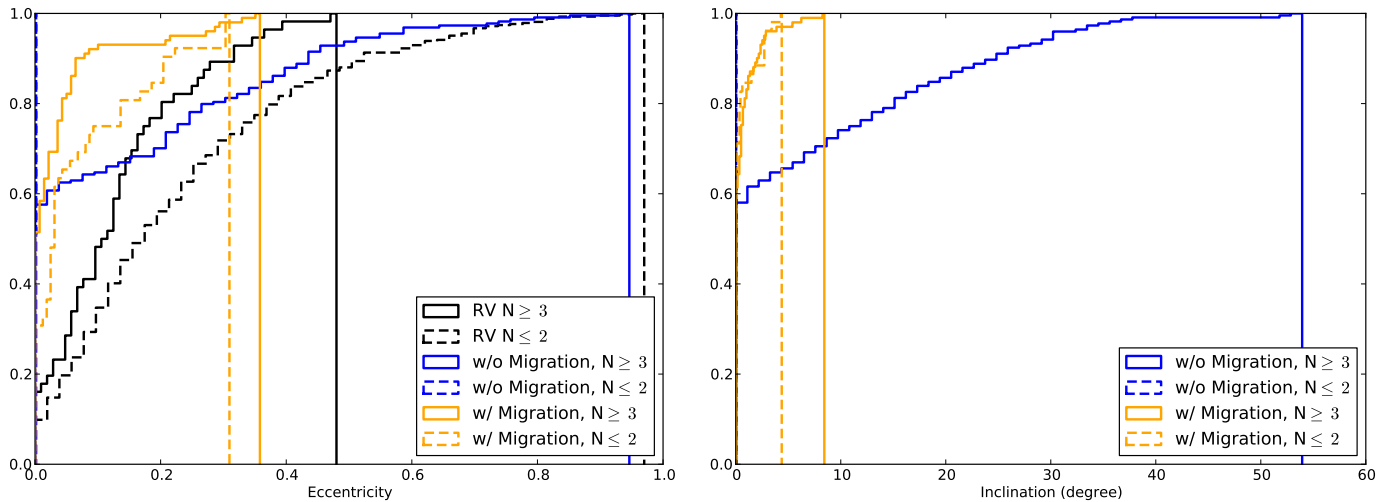 1.0
0.8
0.6
0.4
0.2
0.0
0.0 0.2 0.4 0.6 0.8 1.0
Eccentricity
RV N ≥ 3
RV N ≤ 2
w/o Migration, N ≥ 3
w/o Migration, N ≤ 2
w/ Migration, N ≥ 3
w/ Migration, N ≤ 2
1.0
0.8
0.6
0.4
0.2
0.0
0 10 20 30 40 50 60
Inclination (degree)
w/o Migration, N ≥ 3
w/o Migration, N ≤ 2
w/ Migration, N ≥ 3
w/ Migration, N ≤ 2